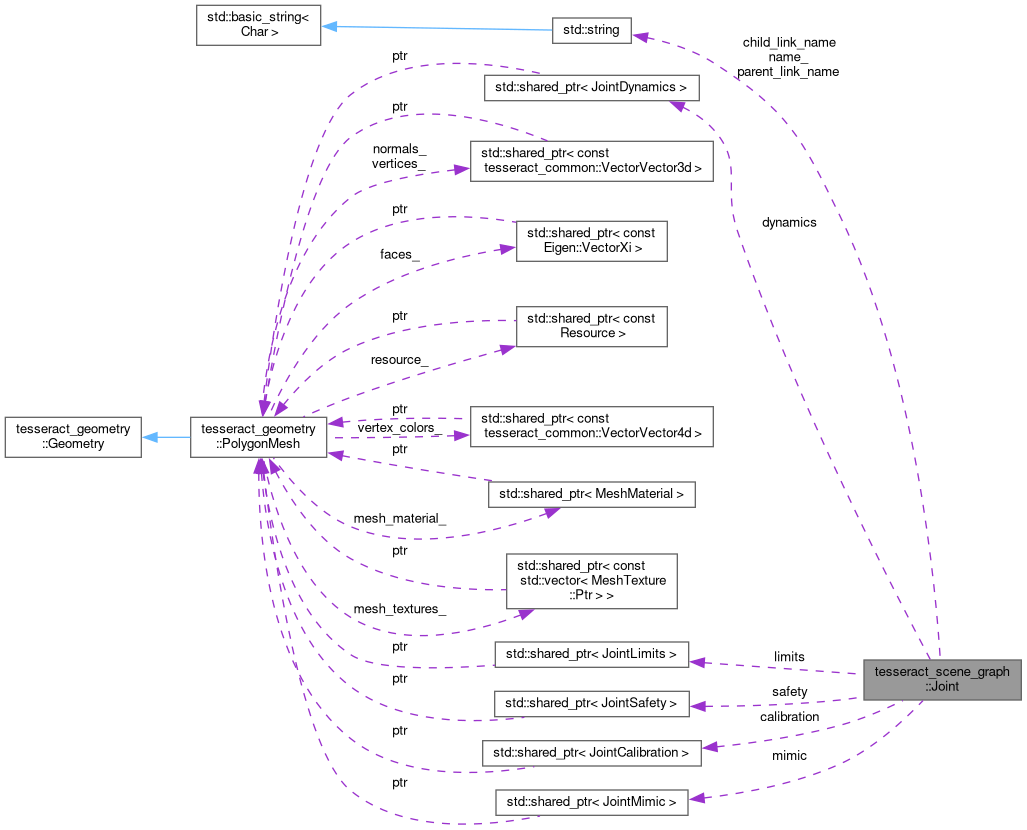 std::basic_string<
Char >
std::string
child_link_name
name_
parent_link_name
ptr
std::shared_ptr< JointDynamics >
ptr
std::shared_ptr< const
tesseract_common::VectorVector3d >
normals_
vertices_
ptr
std::shared_ptr< const
Eigen::VectorXi >
dynamics
faces_
ptr
std::shared_ptr< const
Resource >
resource_
ptr
std::shared_ptr< const
tesseract_common::VectorVector4d >
tesseract_geometry
::Geometry
tesseract_geometry
::PolygonMesh
vertex_colors_
ptr
std::shared_ptr< MeshMaterial >
mesh_material_
ptr
std::shared_ptr< const
std::vector< MeshTexture
::Ptr > >
mesh_textures_
ptr
std::shared_ptr< JointLimits >
limits
tesseract_scene_graph
::Joint
ptr
std::shared_ptr< JointSafety >
safety
calibration
ptr
std::shared_ptr< JointCalibration >
mimic
ptr
std::shared_ptr< JointMimic >